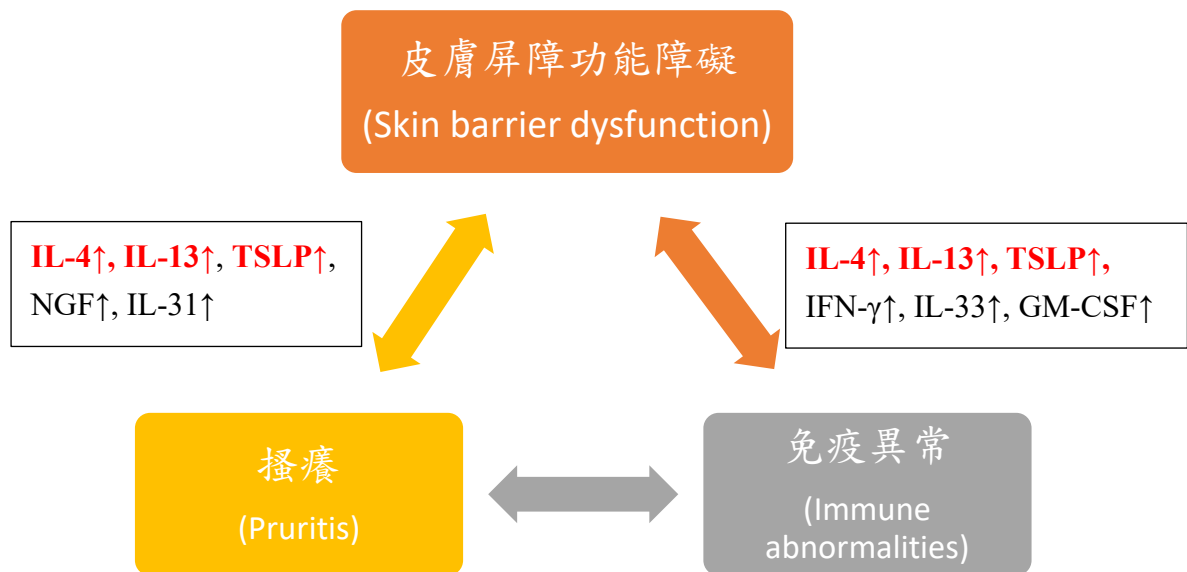 皮膚屏障功能障礙
(Skin barrier dysfunction)
IL-4↑, IL-13↑, TSLP↑,
NGF↑, IL-31↑
IL-4↑, IL-13↑, TSLP↑,
IFN-γ↑, IL-33↑, GM-CSF↑
搔癢
(Pruritis)
免疫異常
(Immune
abnormalities)